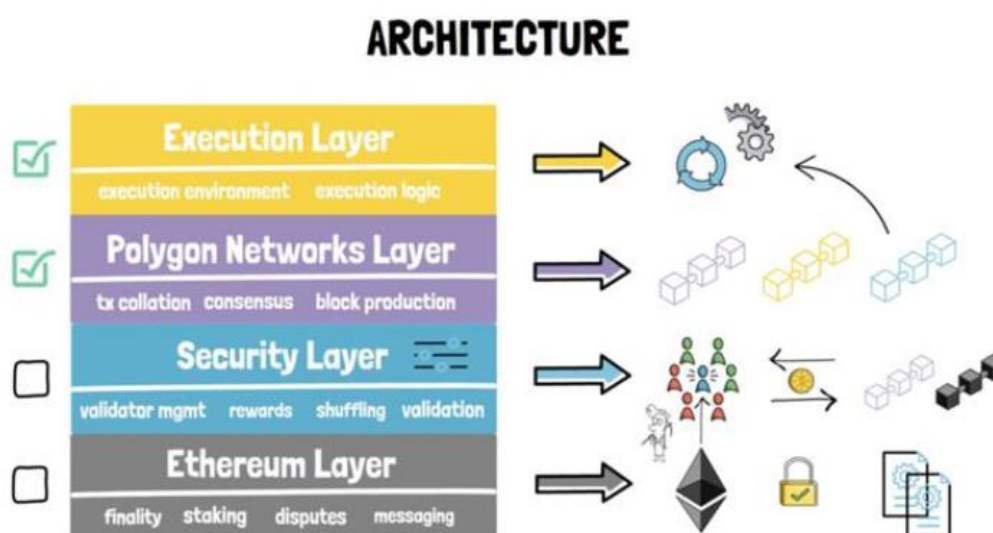 ARCHITECTURE
Execution Layer
execution environment execution logic
Polygon Networks Layer
tx collation consensus block production
Security Layer
validator mgmt rewards shuffling validation
Ethereum Layer
finality staking disputes messaging